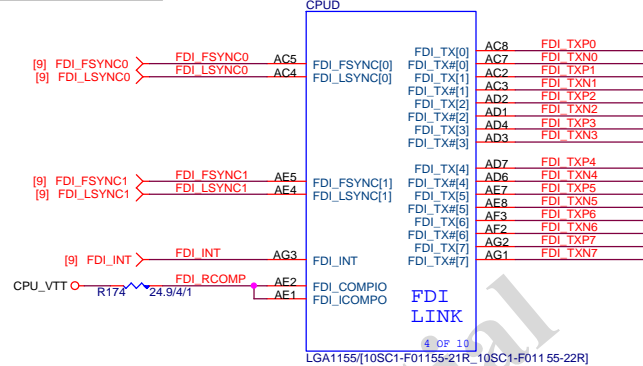 CPUD
[9] FDI_FSYNC0 FDI_FSYNC0 AC5 FDI_FSYNC[0] FDI_TX[0] AC8 FDI_TXP0
[9] FDI_LSYNC0 FDI_LSYNC0 AC4 FDI_LSYNC[0] FDI_TX#[0] AC7 FDI_TXN0
FDI_TX[1] AC2 FDI_TXP1
FDI_TX#[1] AC3 FDI_TXN1
FDI_TX[2] AD2 FDI_TXP2
FDI_TX#[2] AD1 FDI_TXN2
FDI_TX[3] AD4 FDI_TXP3
FDI_TX#[3] AD3 FDI_TXN3
FDI_TX[4] AD7 FDI_TXP4
[9] FDI_FSYNC1 FDI_FSYNC1 AE5 FDI_FSYNC[1] FDI_TX#[4] AD6 FDI_TXN4
[9] FDI_LSYNC1 FDI_LSYNC1 AE4 FDI_LSYNC[1] FDI_TX[5] AE7 FDI_TXP5
FDI_TX#[5] AE8 FDI_TXN5
FDI_TX[6] AF3 FDI_TXP6
FDI_TX#[6] AF2 FDI_TXN6
FDI_TX[7] AG2 FDI_TXP7
[9] FDI_INT FDI_INT AG3 FDI_INT FDI_TX#[7] AG1 FDI_TXN7
CPU_VTT R174 24.9/4/1 FDI_RCOMP AE2 FDI_COMPIO
AE1 FDI_ICOMPO
FDI
LINK
4 OF 10
LGA1155/[10SC1-F01155-21R_10SC1-F01155-22R]